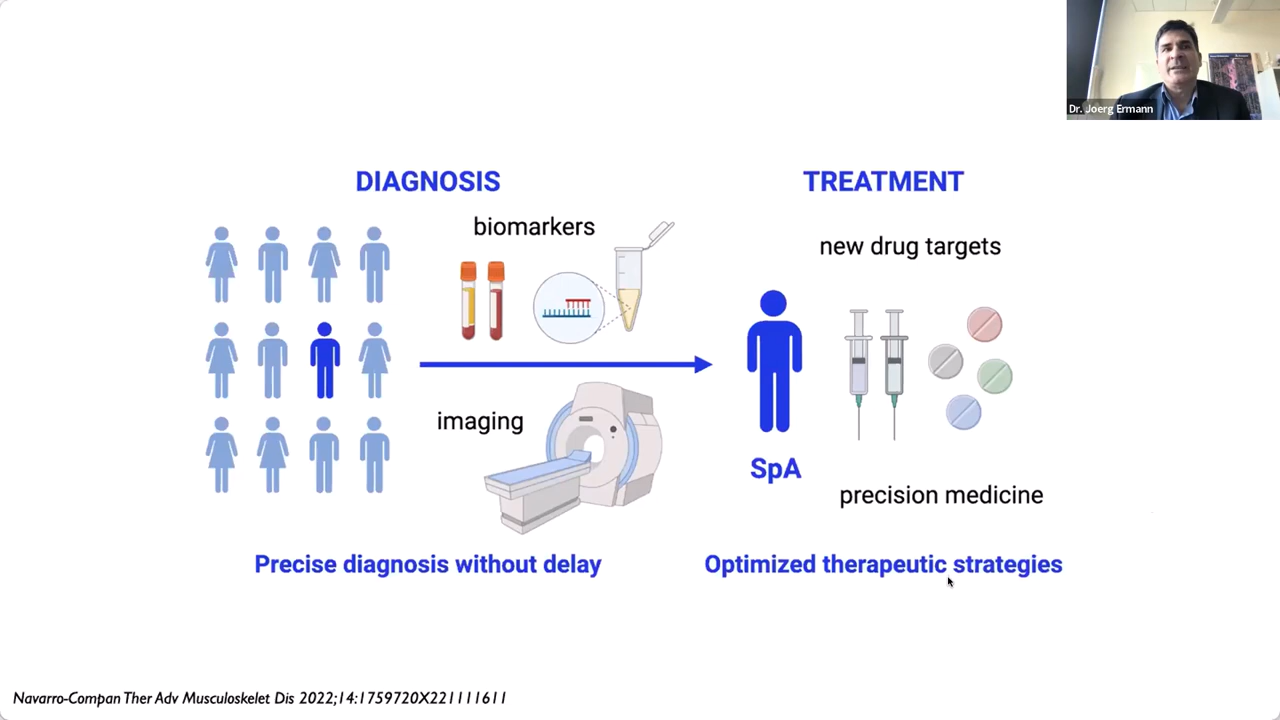 Dr. Joerg Ermann
DIAGNOSIS
TREATMENT
biomarkers
new drug targets
imaging
SpA
precision medicine
Precise diagnosis without delay
Optimized therapeutic strategies
Navarro-Compan Ther Adv Musculoskelet Dis 2022;14:1759720X221111611